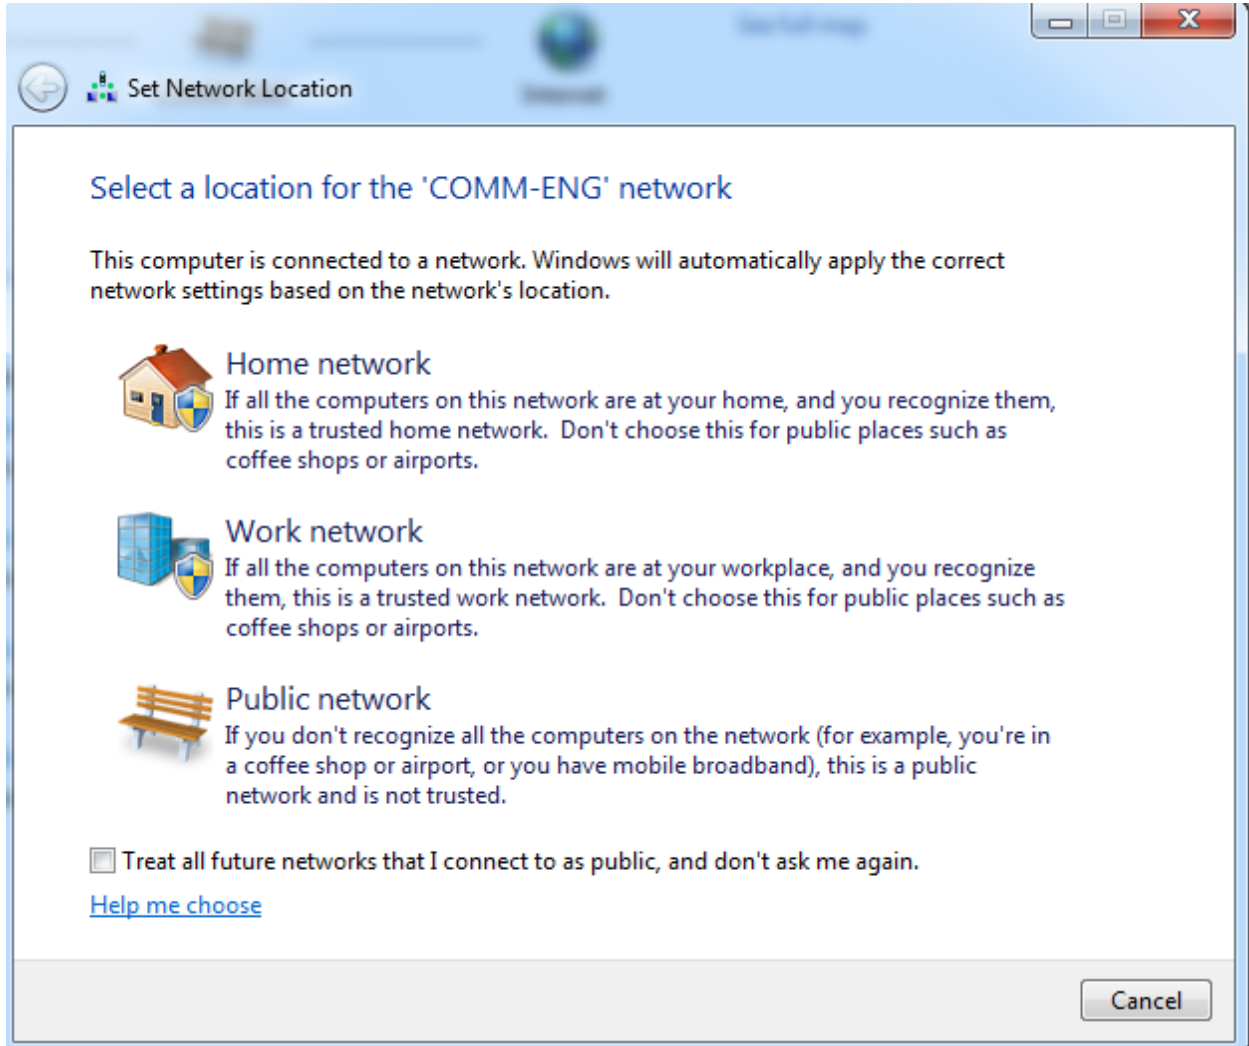 See full map
Internet
Set Network Location
Select a location for the 'COMM-ENG' network
This computer is connected to a network. Windows will automatically apply the correct
network settings based on the network's location.
Home network
If all the computers on this network are at your home, and you recognize them,
this is a trusted home network.  Don't choose this for public places such as
coffee shops or airports.
Work network
If all the computers on this network are at your workplace, and you recognize
them, this is a trusted work network.  Don't choose this for public places such as
coffee shops or airports.
Public network
If you don't recognize all the computers on the network (for example, you're in
a coffee shop or airport, or you have mobile broadband), this is a public
network and is not trusted.
Treat all future networks that I connect to as public, and don't ask me again.
Help me choose
Cancel